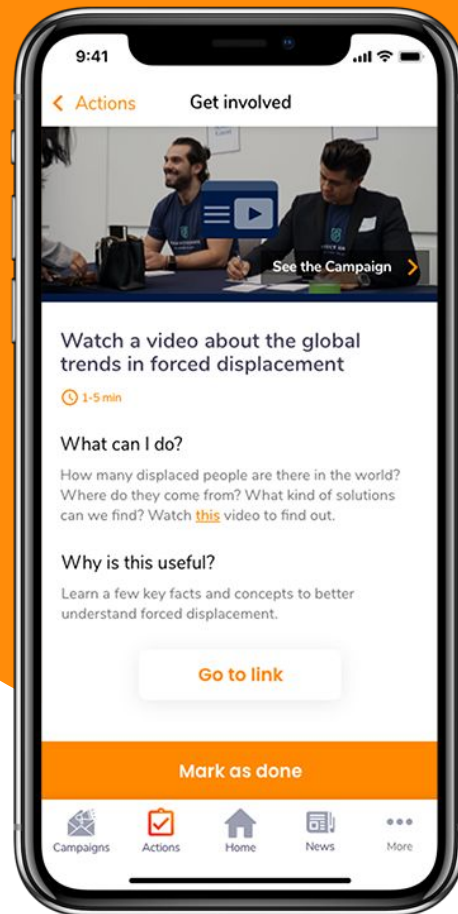 9:41
Actions
Get involved
See the Campaign
Watch a video about the global
trends in forced displacement
1-5 min
What can I do?
How many displaced people are there in the world?
Where do they come from? What kind of solutions
can we find? Watch this video to find out.
Why is this useful?
Learn a few key facts and concepts to better
understand forced displacement.
Go to link
Mark as done
Campaigns
Actions
Home
News
More